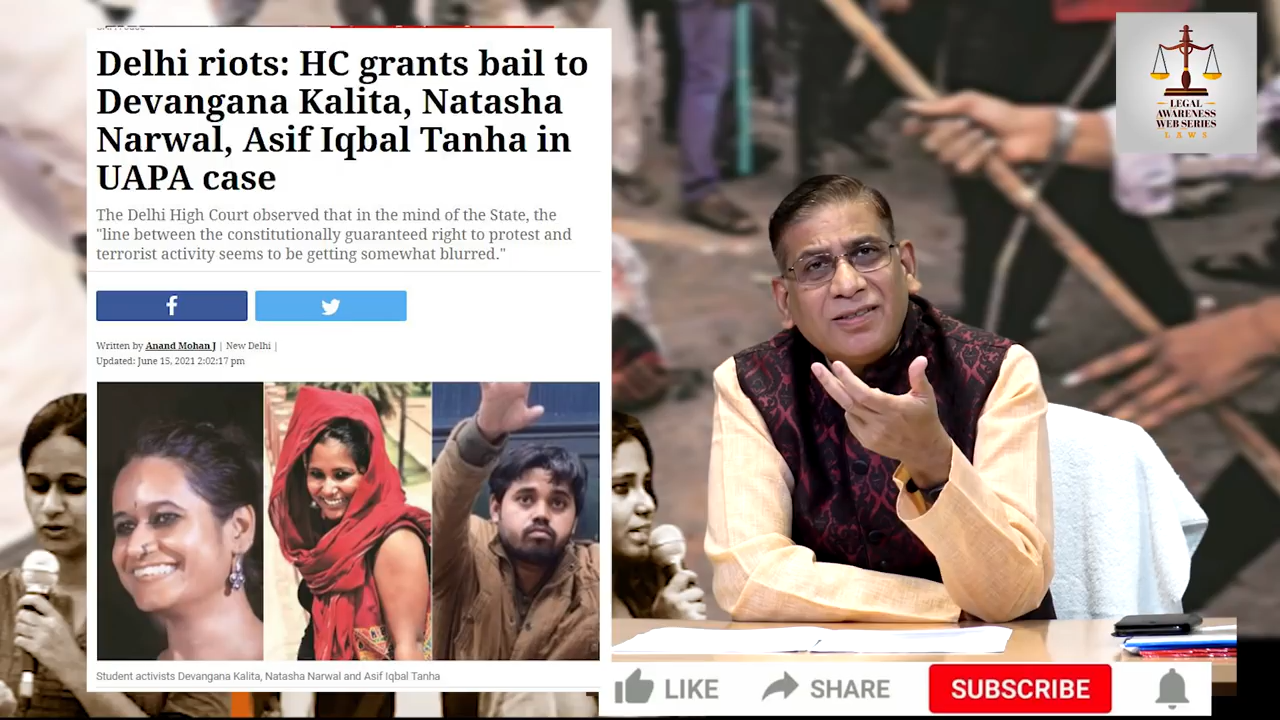 Delhi riots: HC grants bail to
Devangana Kalita, Natasha
Narwal, Asif Iqbal Tanha in
UAPA case
The Delhi High Court observed that in the mind of the State, the
"line between the constitutionally guaranteed right to protest and
terrorist activity seems to be getting somewhat blurred."
Written by Anand Mohan J | New Delhi |
Updated: June 15, 2021 2:02:17 pm
Student activists Devangana Kalita, Natasha Narwal and Asif Iqbal Tanha
LEGAL
AWARENESS
WEB SERIES
L A W S
LIKE
SHARE
SUBSCRIBE